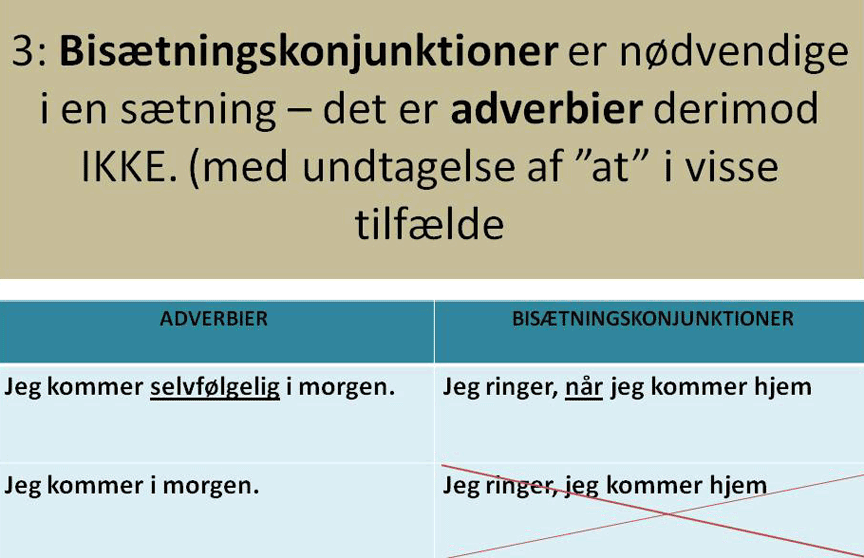 3: Bisætningskonjunktioner er nødvendige
i en sætning – det er adverbier derimod
IKKE. (med undtagelse af ”at” i visse
tilfælde
ADVERBIER
BISÆTNINGSKONJUNKTIONER
Jeg kommer selvfølgelig i morgen.
Jeg ringer, når jeg kommer hjem
Jeg kommer i morgen.
Jeg ringer, jeg kommer hjem